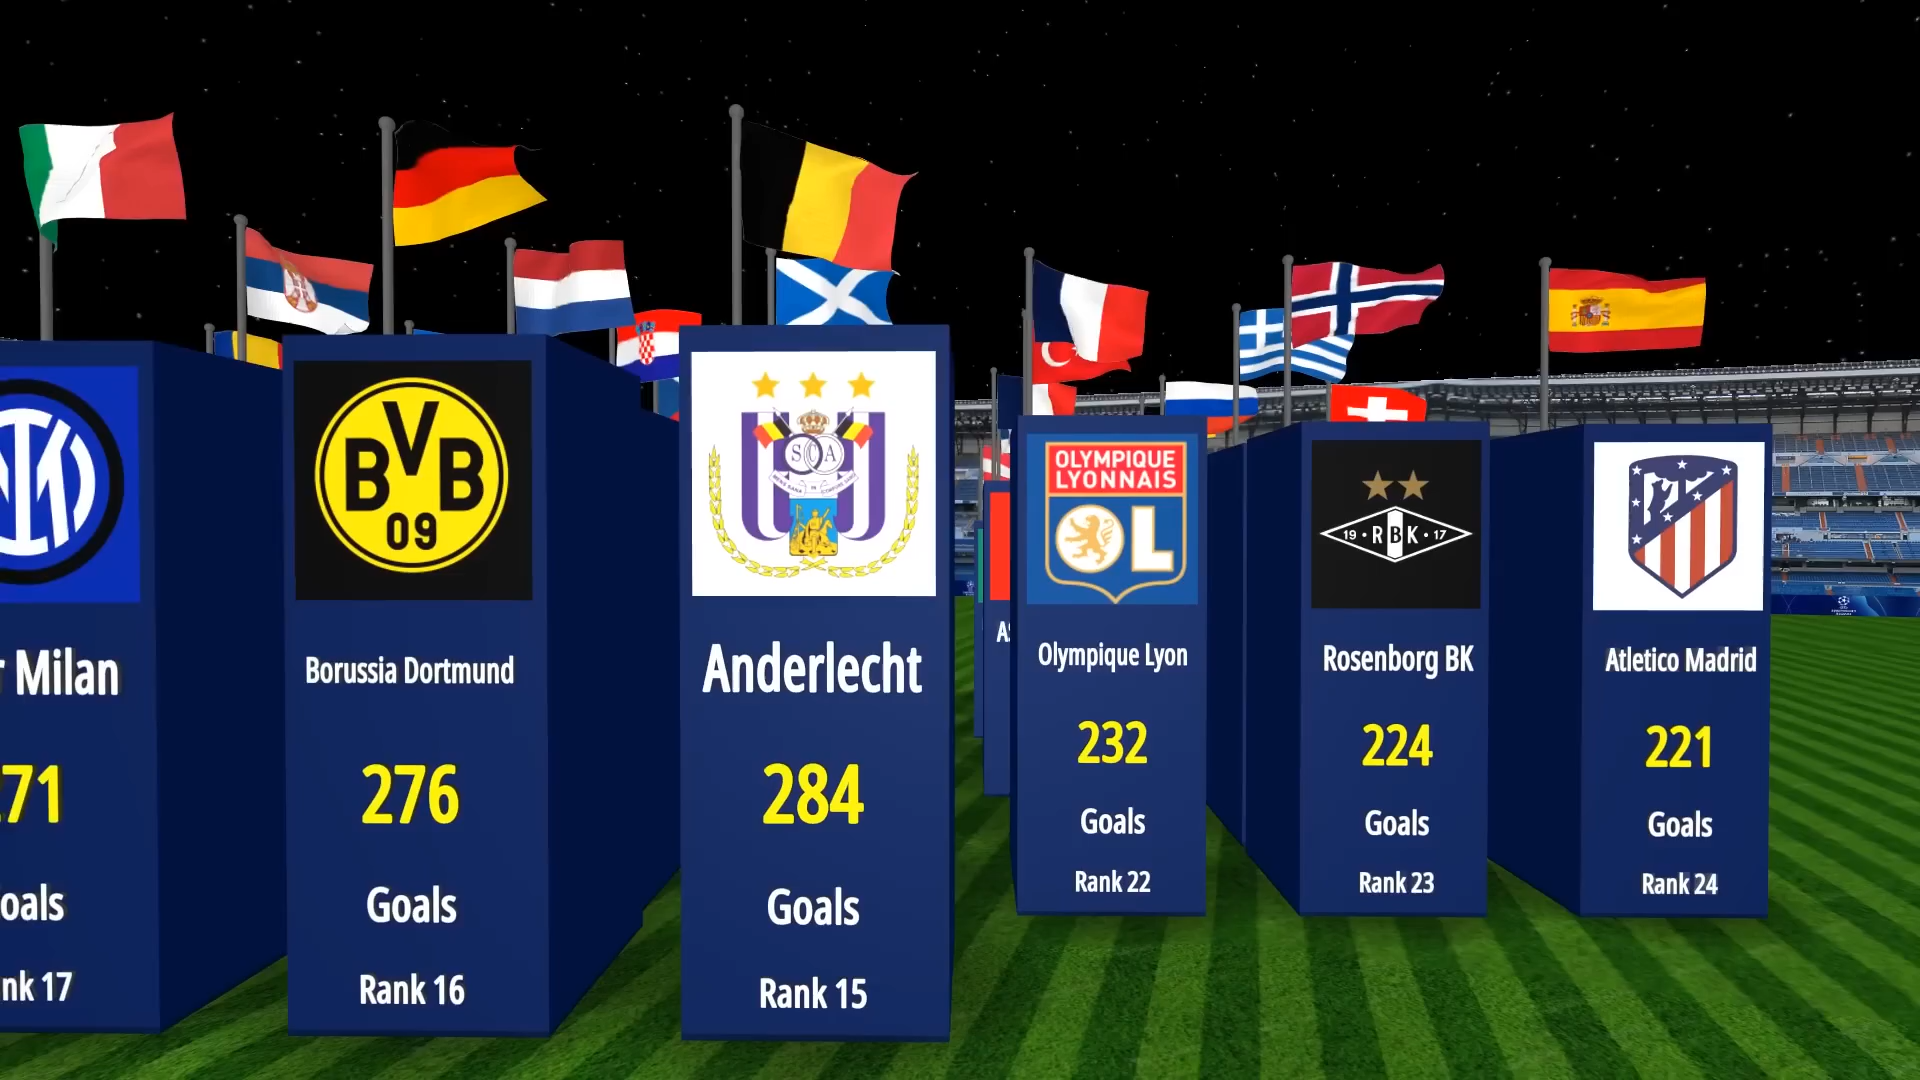 Milan
71
oals
nk 17
BVB
09
Borussia Dortmund
276
Goals
Rank 16
SCA
Anderlecht
284
Goals
Rank 15
OLYMPIQUE
LYONNAIS
OL
Olympique Lyon
232
Goals
Rank 22
19 • RBK • 17
Rosenborg BK
224
Goals
Rank 23
Atletico Madrid
221
Goals
Rank 24